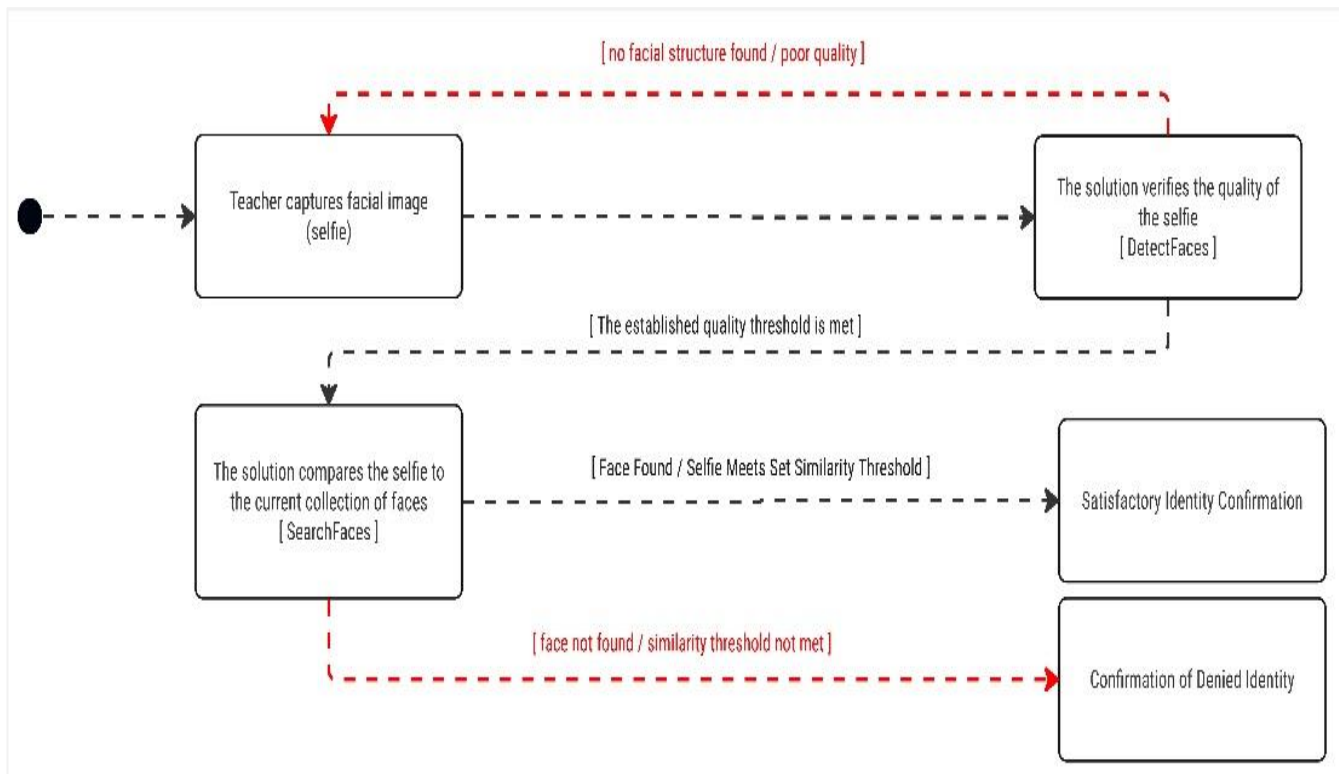 [ no facial structure found / poor quality ]
Teacher captures facial image
(selfie)
The solution verifies the quality of
the selfie
[ DetectFaces ]
[ The established quality threshold is met ]
The solution compares the selfie to
the current collection of faces
[ SearchFaces ]
[ Face Found / Selfie Meets Set Similarity Threshold ]
Satisfactory Identity Confirmation
[ face not found / similarity threshold not met ]
Confirmation of Denied Identity